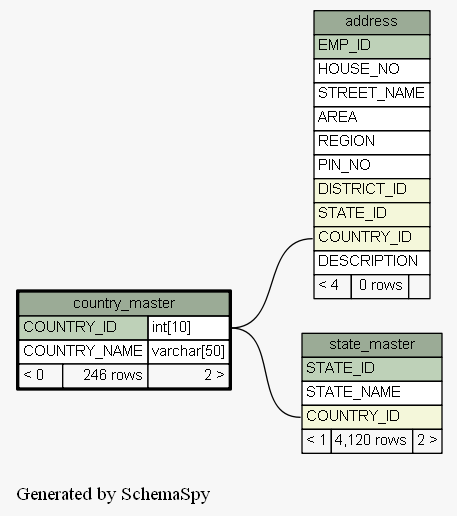 address
EMP_ID
HOUSE_NO
STREET_NAME
AREA
REGION
PIN_NO
DISTRICT_ID
STATE_ID
COUNTRY_ID
DESCRIPTION
< 4 0 rows
country_master
COUNTRY_ID int[10]
COUNTRY_NAME varchar[50]
< 0 246 rows 2 >
state_master
STATE_ID
STATE_NAME
COUNTRY_ID
< 1 4,120 rows 2 >
Generated by SchemaSpy